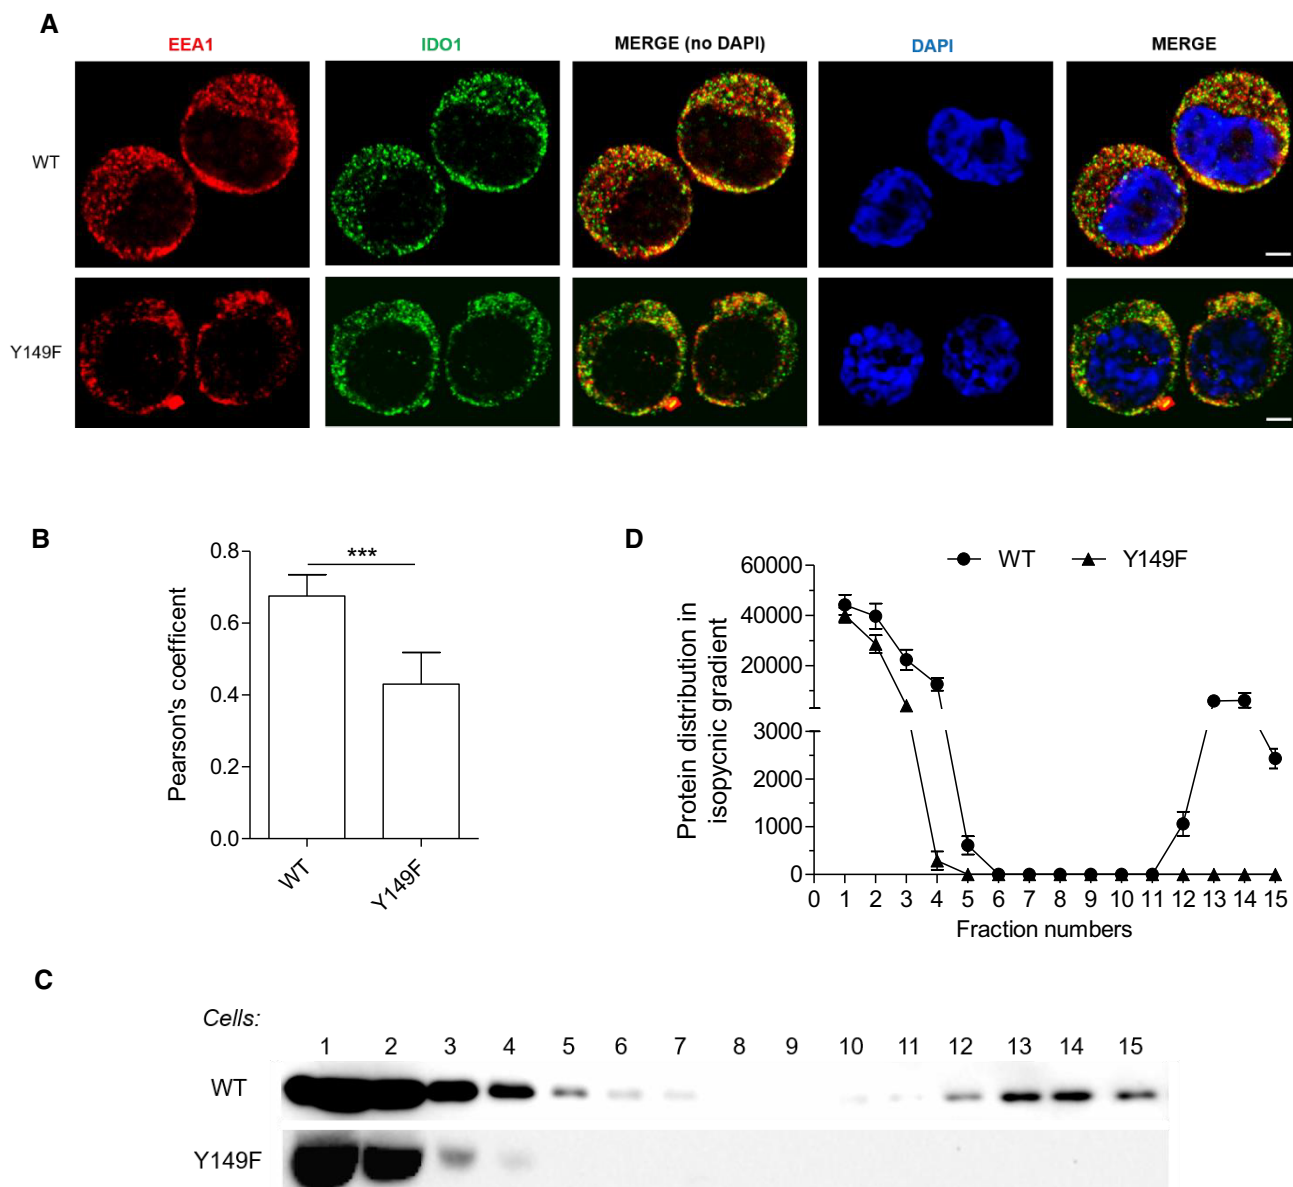 A
EEA1 IDO1 MERGE (no DAPI) DAPI MERGE
WT
Y149F
B
0.8
0.6
0.4
0.2
0.0
Pearson's coefficent
***
WT Y149F
D
WT Y149F
60000
40000
20000
3000
2000
1000
0
Protein distribution in
isopycnic gradient
0 1 2 3 4 5 6 7 8 9 10 11 12 13 14 15
Fraction numbers
C
Cells:
1 2 3 4 5 6 7 8 9 10 11 12 13 14 15
WT
Y149F